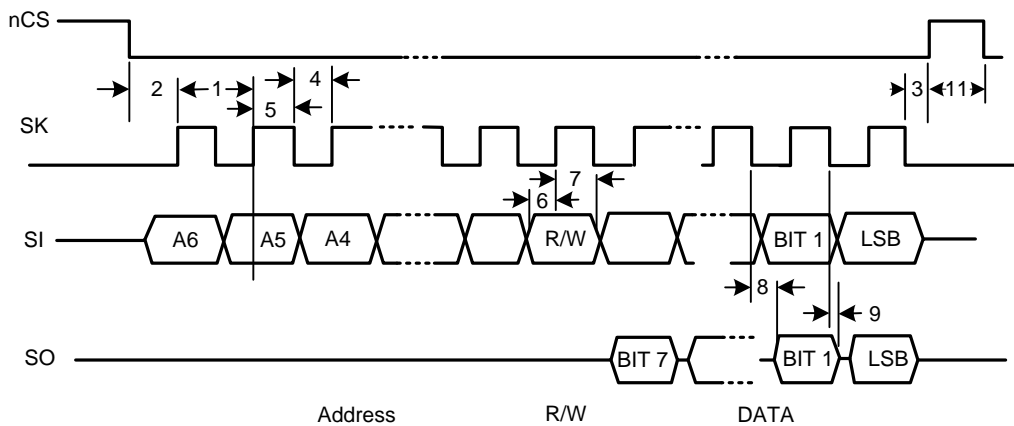 nCS
2 1 4 3 11
5
SK
7
6
SI A6 A5 A4 R/W BIT 1 LSB
8
9
SO BIT 7 BIT 1 LSB
Address R/W DATA